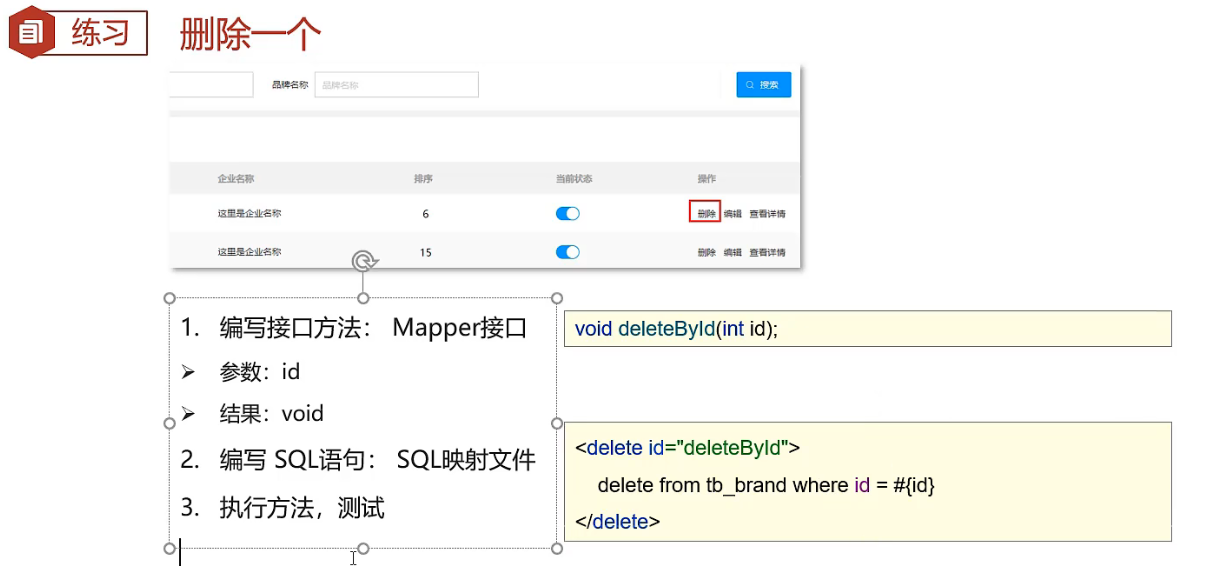 练习
删除一个
品牌名称 品牌名称 搜索
企业名称 排序 当前状态 操作
这里是企业名称 6 删除 编辑 查看详情
这里是企业名称 15 删除 编辑 查看详情
1. 编写接口方法： Mapper接口
➢ 参数：id
➢ 结果：void
2. 编写 SQL语句： SQL映射文件
3. 执行方法，测试
void deleteById(int id);
<delete id="deleteById">
delete from tb_brand where id = #{id}
</delete>